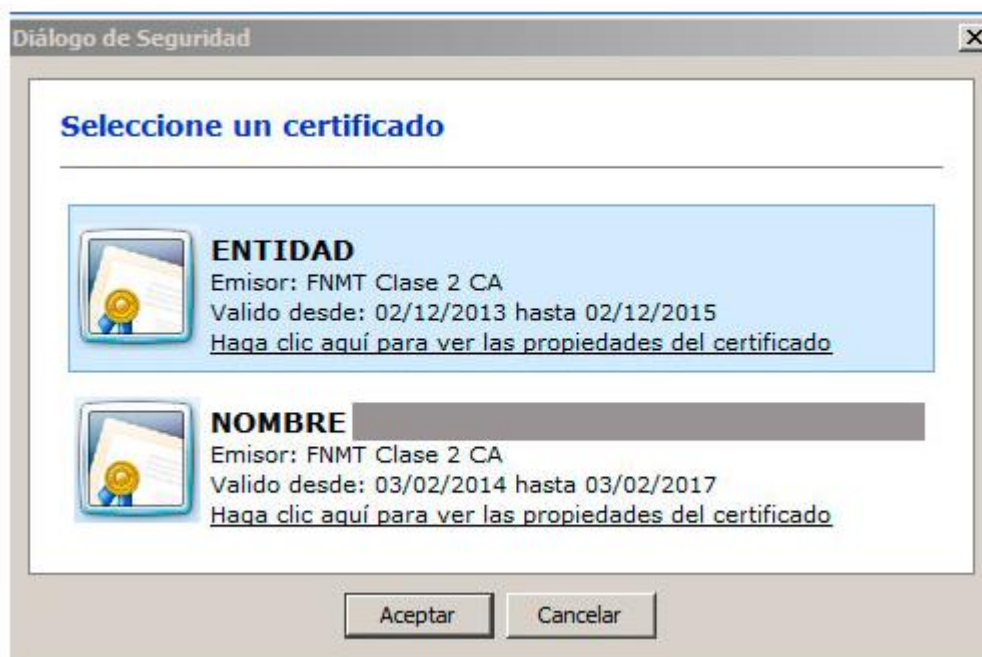 Diálogo de Seguridad
Seleccione un certificado
ENTIDAD
Emisor: FNMT Clase 2 CA
Valido desde: 02/12/2013 hasta 02/12/2015
Haga clic aquí para ver las propiedades del certificado
NOMBRE
Emisor: FNMT Clase 2 CA
Valido desde: 03/02/2014 hasta 03/02/2017
Haga clic aquí para ver las propiedades del certificado
Aceptar Cancelar